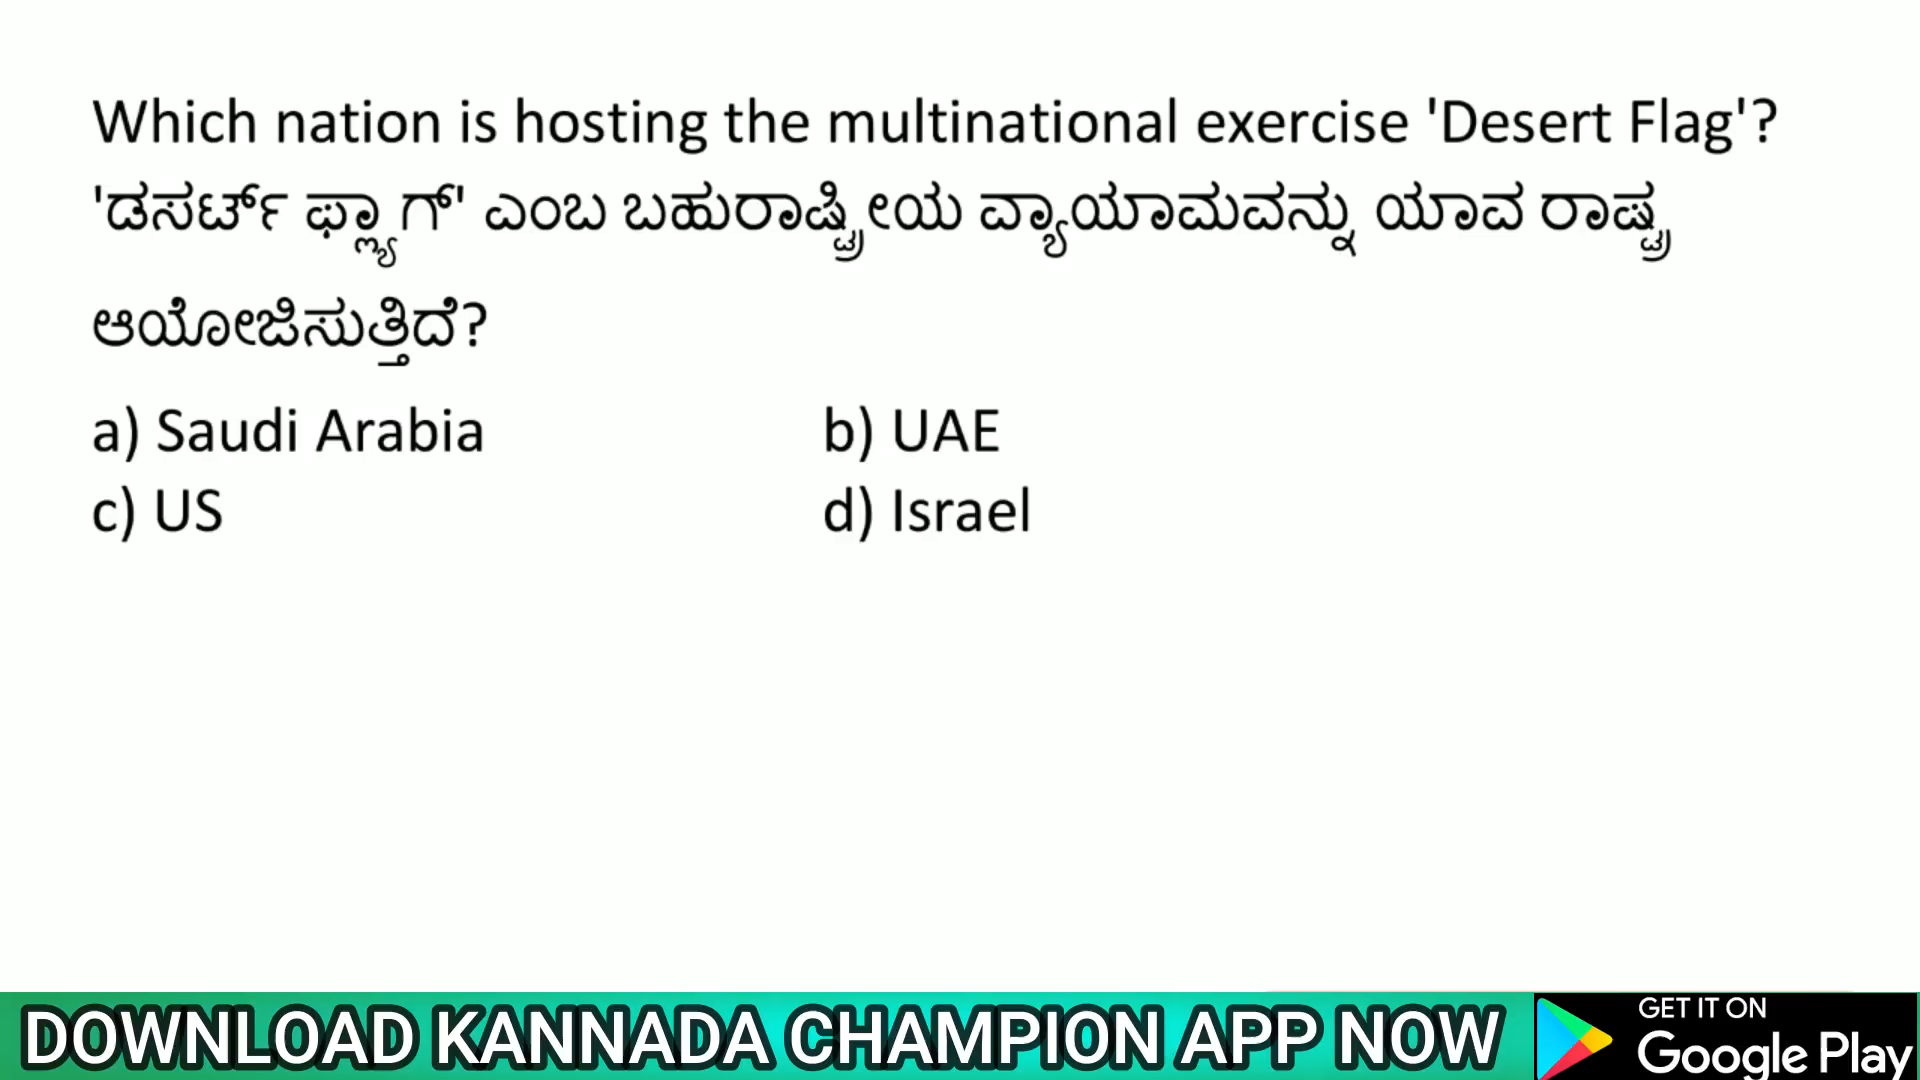 Which nation is hosting the multinational exercise 'Desert Flag'?
'ಡಸರ್ಟ್ ಫ್ಲ್ಯಾಗ್' ಎಂಬ ಬಹುರಾಷ್ಟ್ರೀಯ ವ್ಯಾಯಾಮವನ್ನು ಯಾವ ರಾಷ್ಟ್ರ
ಆಯೋಜಿಸುತ್ತಿದೆ?
a) Saudi Arabia b) UAE
c) US d) Israel
DOWNLOAD KANNADA CHAMPION APP NOW
GET IT ON
Google Play